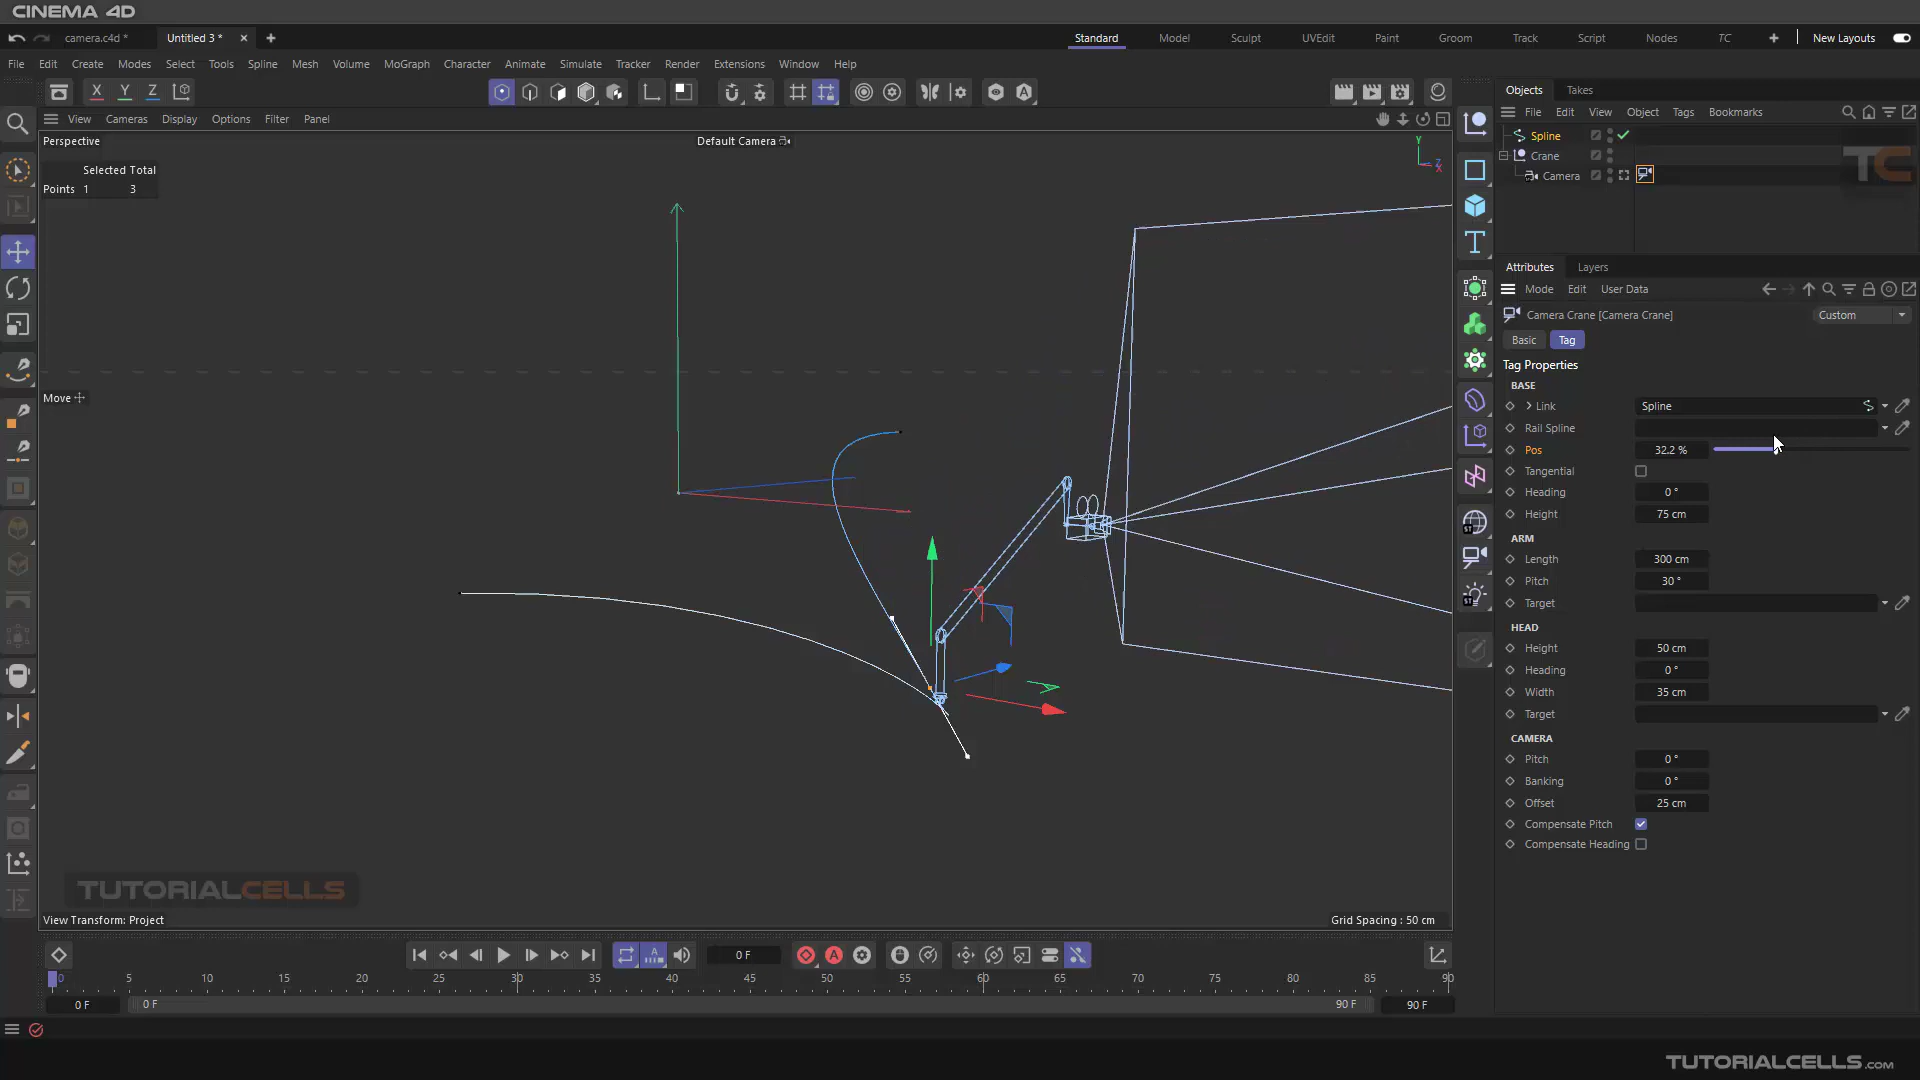 CINEMA 4D
camera.c4d *
Untitled 3 *
Standard
Model
Sculpt
UVEdit
Paint
Groom
Track
Script
Nodes
TC
New Layouts
File Edit Create Modes Select Tools Spline Mesh Volume MoGraph Character Animate Simulate Tracker Render Extensions Window Help
X Y Z
Objects Takes
File Edit View Object Tags Bookmarks
View Cameras Display Options Filter Panel
Perspective
Default Camera
Y
Z
X
Selected Total
Points 1 3
Move
Spline
Crane
Camera
TC
Attributes Layers
Mode Edit User Data
Camera Crane [Camera Crane]
Custom
Basic Tag
Tag Properties
BASE
Link Spline
Rail Spline
Pos 32.2 %
Tangential
Heading 0 °
Height 75 cm
ARM
Length 300 cm
Pitch 30 °
Target
HEAD
Height 50 cm
Heading 0 °
Width 35 cm
Target
CAMERA
Pitch 0 °
Banking 0 °
Offset 25 cm
Compensate Pitch
Compensate Heading
TUTORIALCELLS
View Transform: Project
Grid Spacing : 50 cm
0 F
0 5 10 15 20 25 30 35 40 45 50 55 60 65 70 75 80 85 90
0 F 0 F 90 F 90 F
TUTORIALCELLS.com